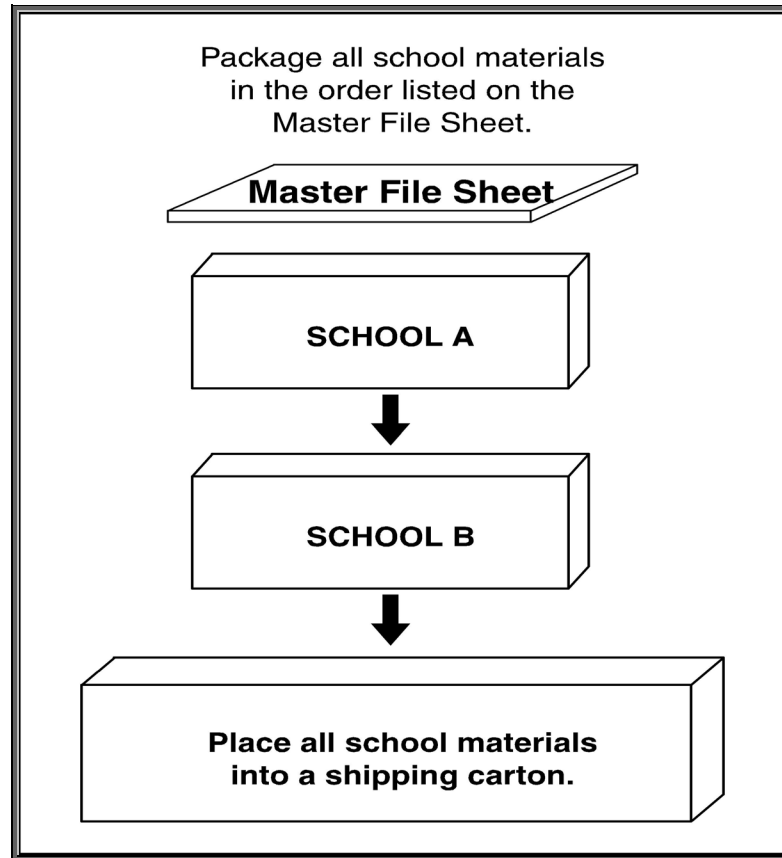 Package all school materials
in the order listed on the
Master File Sheet.
Master File Sheet
SCHOOL A
SCHOOL B
Place all school materials
into a shipping carton.